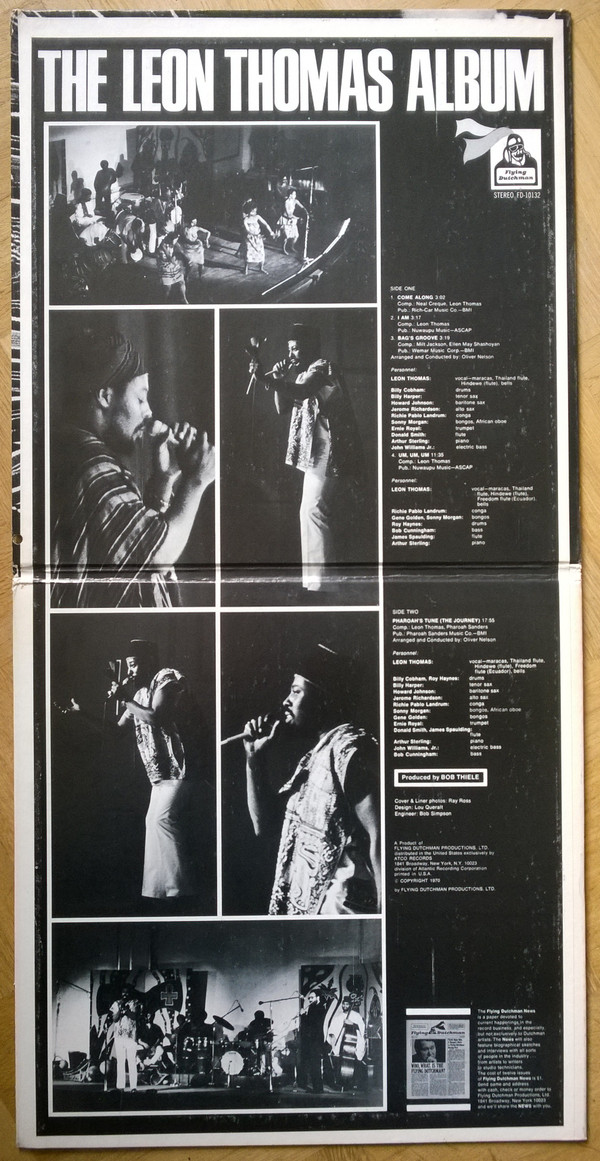 THE LEON THOMAS ALBUM
Flying
Dutchman
STEREO FD-10132
SIDE ONE
1. COME ALONG 3:02
Comp.: Neal Creque, Leon Thomas
Pub.: Rich-Car Music Co.—BMI
2. I AM 3:17
Comp.: Leon Thomas
Pub.: Nuwaupu Music—ASCAP
3. BAG'S GROOVE 3:19
Comp.: Milt Jackson, Ellen May Shashoyan
Pub.: Wemar Music Corp.—BMI
Arranged and Conducted by: Oliver Nelson
Personnel:
LEON THOMAS: vocal—maracas, Thailand flute,
Hindewe (flute), bells
Billy Cobham: drums
Billy Harper: tenor sax
Howard Johnson: baritone sax
Jerome Richardson: alto sax
Richie Pablo Landrum: conga
Sonny Morgan: bongos, African oboe
Ernie Royal: trumpet
Donald Smith: flute
Arthur Sterling: piano
John Williams Jr.: electric bass
4. UM, UM, UM 11:35
Comp.: Leon Thomas
Pub.: Nuwaupu Music—ASCAP
Personnel:
LEON THOMAS: vocal—maracas, Thailand
flute, Hindewe (flute),
Freedom flute (Ecuador),
bells
Richie Pablo Landrum: conga
Gene Golden, Sonny Morgan: bongos
Roy Haynes: drums
Bob Cunningham: bass
James Spaulding: flute
Arthur Sterling: piano
SIDE TWO
PHAROAH'S TUNE (THE JOURNEY) 17:55
Comp.: Leon Thomas, Pharoah Sanders
Pub.: Pharoah Sanders Music Co.—BMI
Arranged and Conducted by: Oliver Nelson
Personnel:
LEON THOMAS: vocal—maracas, Thailand flute,
Hindewe (flute), Freedom
flute (Ecuador), bells
Billy Cobham, Roy Haynes: drums
Billy Harper: tenor sax
Howard Johnson: baritone sax
Jerome Richardson: alto sax
Richie Pablo Landrum: conga
Sonny Morgan: bongos, African oboe
Gene Golden: bongos
Ernie Royal: trumpet
Donald Smith, James Spaulding:
flute
Arthur Sterling: piano
John Williams, Jr.: electric bass
Bob Cunningham: bass
Produced by BOB THIELE
Cover & Liner photos: Ray Ross
Design: Lou Queralt
Engineer: Bob Simpson
A Product of
FLYING DUTCHMAN PRODUCTIONS, LTD.
distributed in the United States exclusively by
ATCO RECORDS
1841 Broadway, New York, N.Y. 10023
division of Atlantic Recording Corporation
printed in U.S.A.
© COPYRIGHT 1970
by FLYING DUTCHMAN PRODUCTIONS, LTD.
Flying Dutchman
WHO, WHAT, IS THE
FLYING DUTCHMAN?
The Flying Dutchman News
is a paper devoted to
current happenings in the
record business, and especially,
but not exclusively to Dutchman
artists. The News will also
feature biographical sketches
and interviews with all sorts
of people in the industry
from artists to writers
to studio technicians.
The cost of twelve issues
of Flying Dutchman News is $1.
Send name and address
with cash, check or money order to
Flying Dutchman Productions, Ltd.
1841 Broadway, New York 10023
and we'll share the NEWS with you.